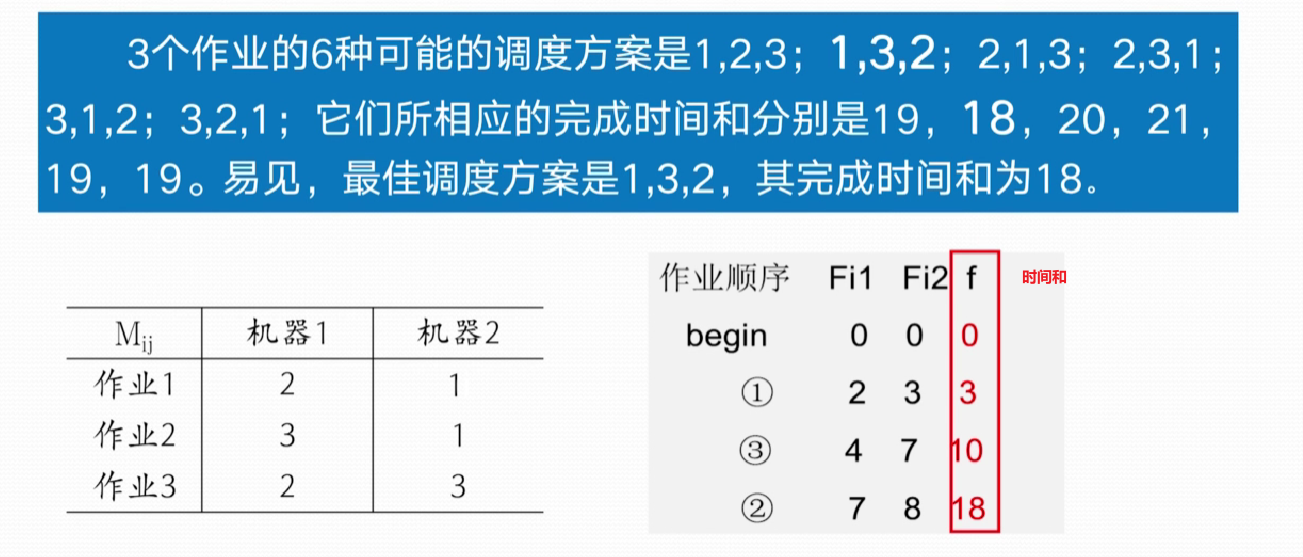 3个作业的6种可能的调度方案是1,2,3；1,3,2；2,1,3；2,3,1；
3,1,2；3,2,1；它们所相应的完成时间和分别是19，18，20，21，
19，19。易见，最佳调度方案是1,3,2，其完成时间和为18。
作业顺序 Fi1 Fi2 f 时间和
begin 0 0 0
① 2 3 3
③ 4 7 10
② 7 8 18
Mij 机器1 机器2
作业1 2 1
作业2 3 1
作业3 2 3